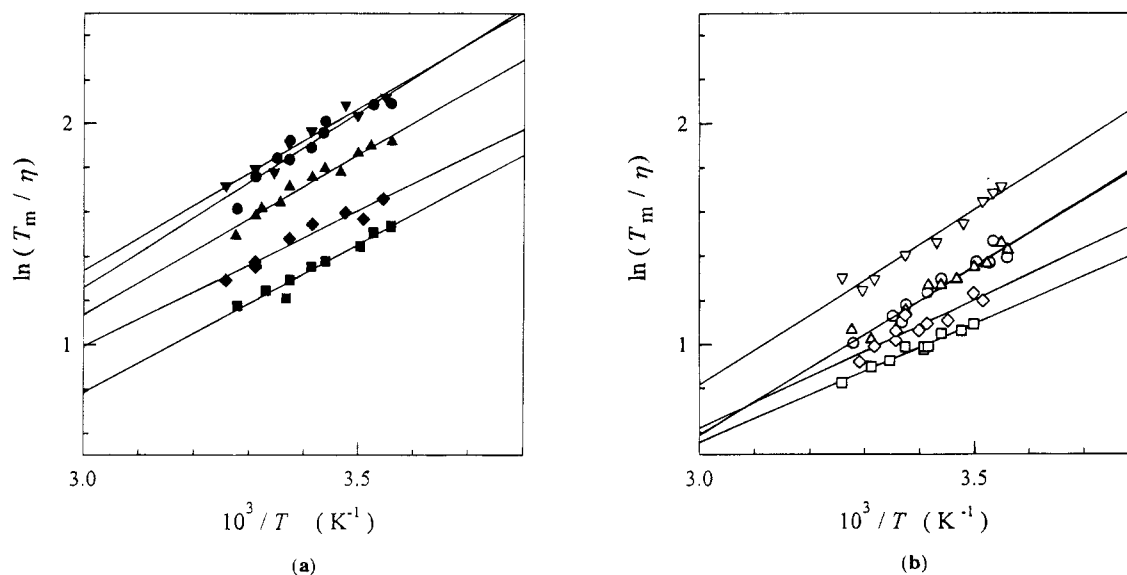 ln ( T_m / η )
2
1
3.0
3.5
10^3 / T ( K^-1 )
(a)
ln ( T_m / η )
2
1
3.0
3.5
10^3 / T ( K^-1 )
(b)